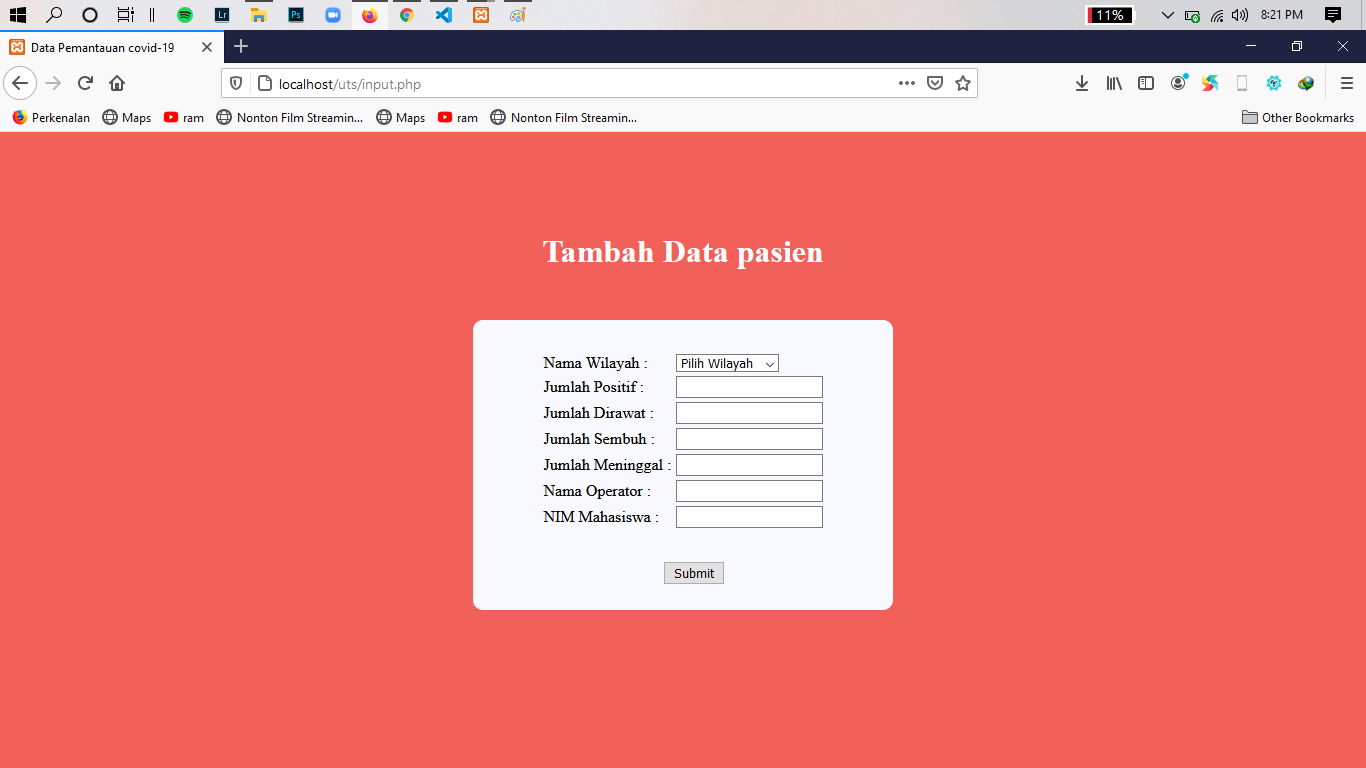 11%
8:21 PM
Data Pemantauan covid-19
localhost/uts/input.php
Perkenalan Maps ram Nonton Film Streamin... Maps ram Nonton Film Streamin... Other Bookmarks
Tambah Data pasien
Nama Wilayah : Pilih Wilayah
Jumlah Positif :
Jumlah Dirawat :
Jumlah Sembuh :
Jumlah Meninggal :
Nama Operator :
NIM Mahasiswa :
Submit